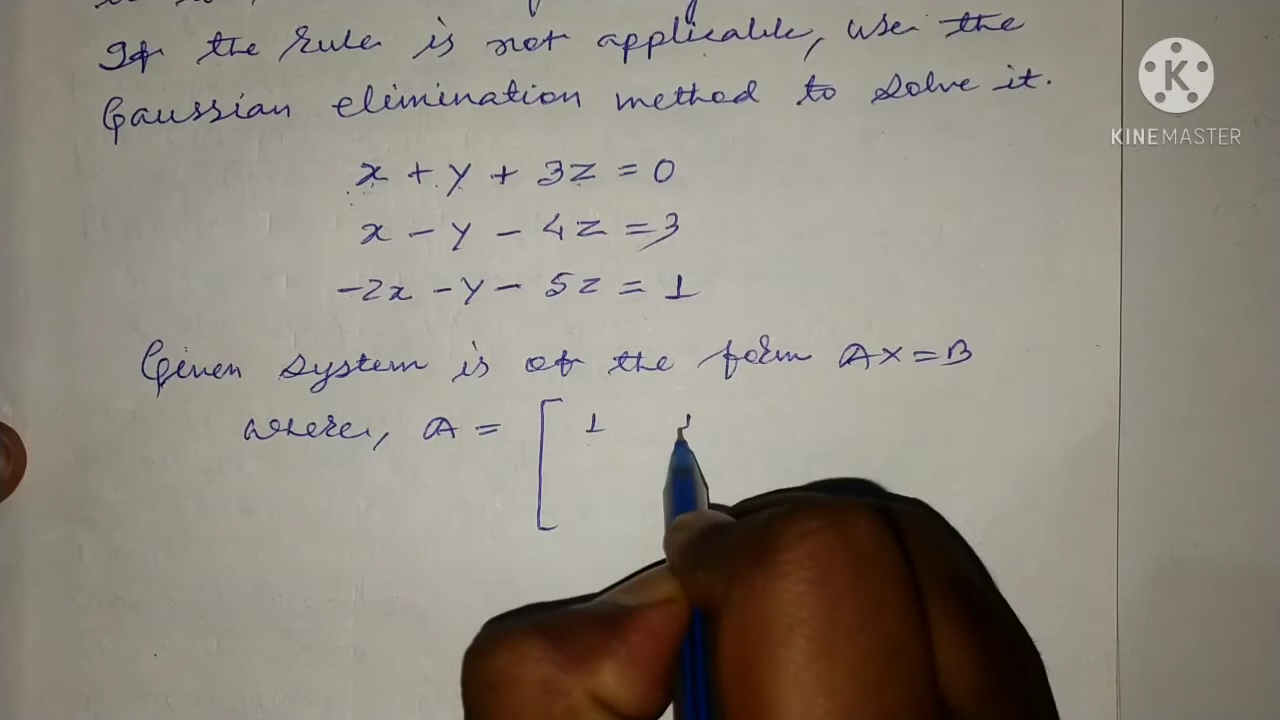 If the rule is not applicable, use the
Gaussian elimination method to solve it.
K
KINEMASTER
x + y + 3z = 0
x - y - 4z = 3
-2x - y - 5z = 1
Given system is of the form AX = B
where, A = [ 1 1